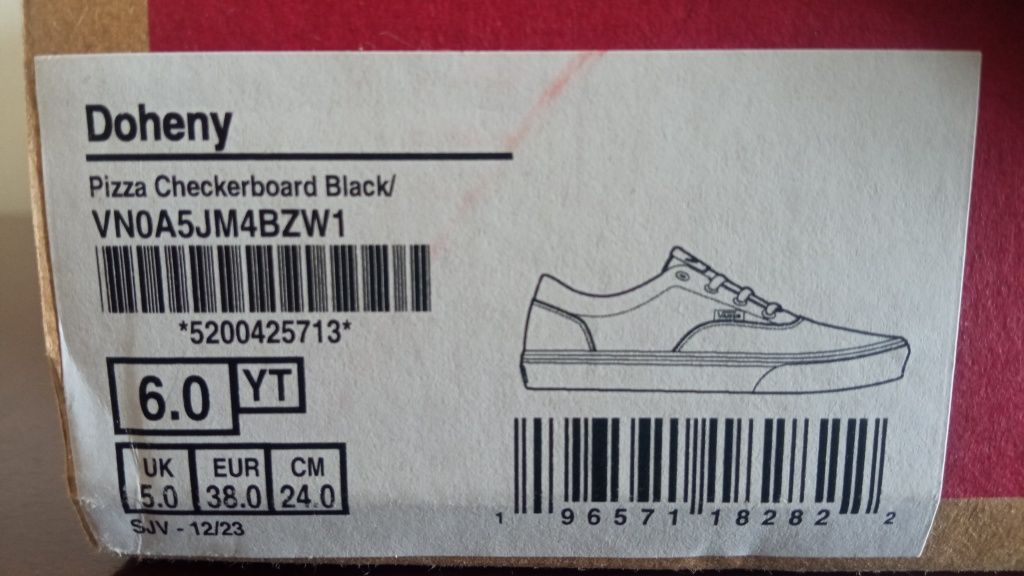 Doheny
Pizza Checkerboard Black/
VN0A5JM4BZW1
*5200425713*
6.0 YT
UK EUR CM
5.0 38.0 24.0
SJV - 12/23
VANS
1 96571 18282 2